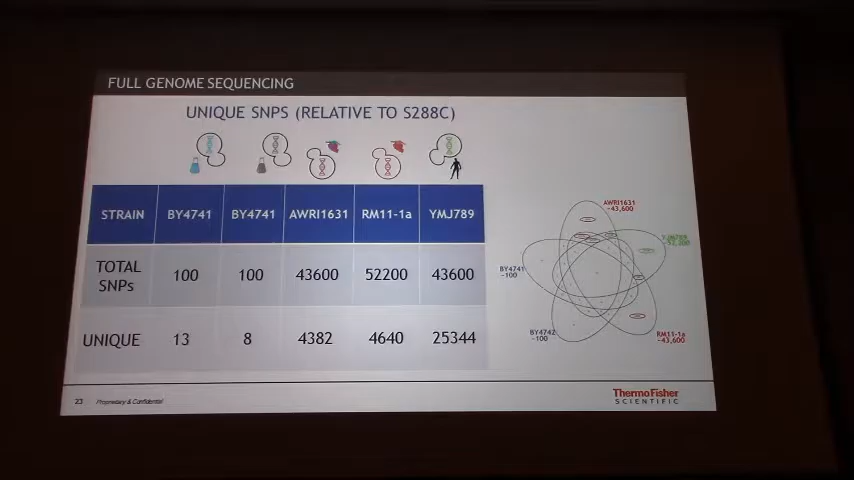 FULL GENOME SEQUENCING
UNIQUE SNPS (RELATIVE TO S288C)
STRAIN BY4741 BY4741 AWRI1631 RM11-1a YMJ789
TOTAL SNPs 100 100 43600 52200 43600
UNIQUE 13 8 4382 4640 25344
AWRI1631
~43,600
BY4741
~100
BY4742
~100
RM11-1a
~43,600
23 Proprietary & Confidential
ThermoFisher
SCIENTIFIC